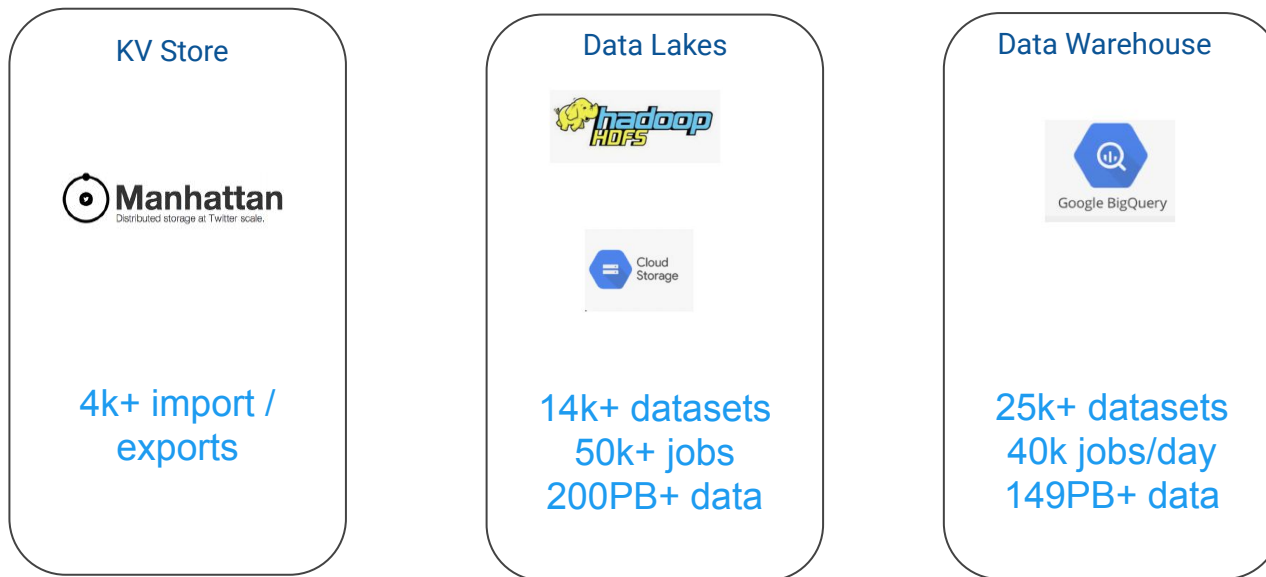 KV Store
Manhattan
Distributed storage at Twitter scale.
4k+ import /
exports
Data Lakes
hadoop
HDFS
Cloud
Storage
14k+ datasets
50k+ jobs
200PB+ data
Data Warehouse
Google BigQuery
25k+ datasets
40k jobs/day
149PB+ data